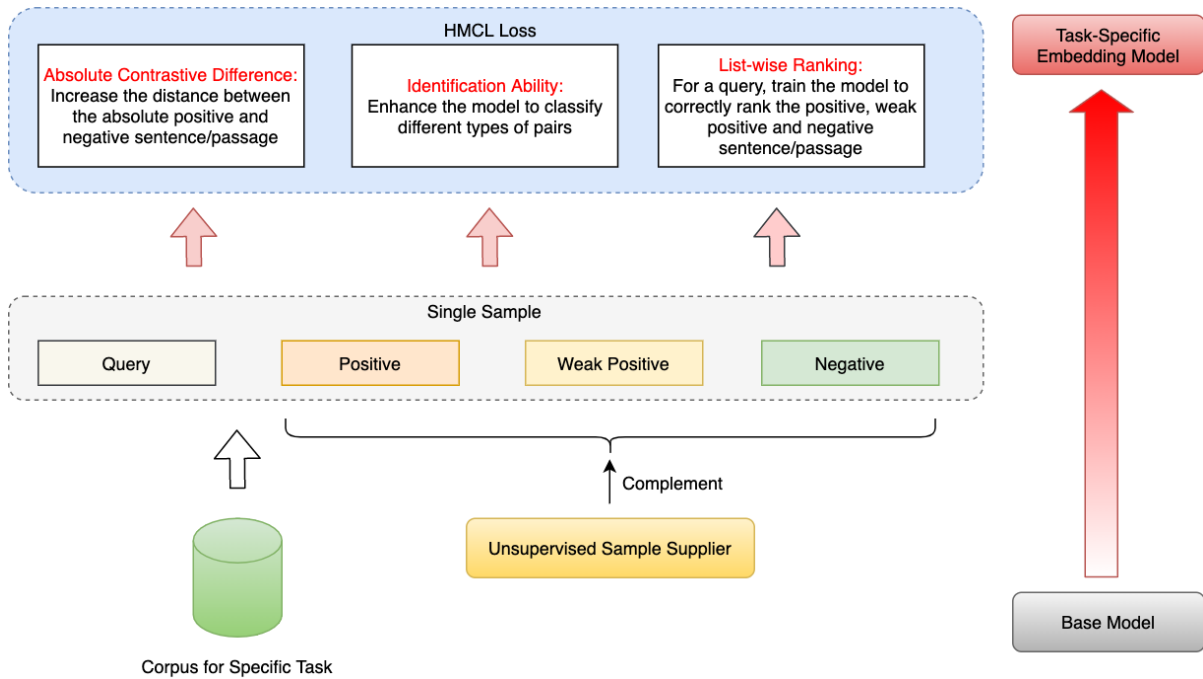 HMCL Loss
Absolute Contrastive Difference:
Increase the distance between
the absolute positive and
negative sentence/passage
Identification Ability:
Enhance the model to classify
different types of pairs
List-wise Ranking:
For a query, train the model to
correctly rank the positive, weak
positive and negative
sentence/passage
Task-Specific
Embedding Model
Single Sample
Query
Positive
Weak Positive
Negative
Complement
Unsupervised Sample Supplier
Corpus for Specific Task
Base Model